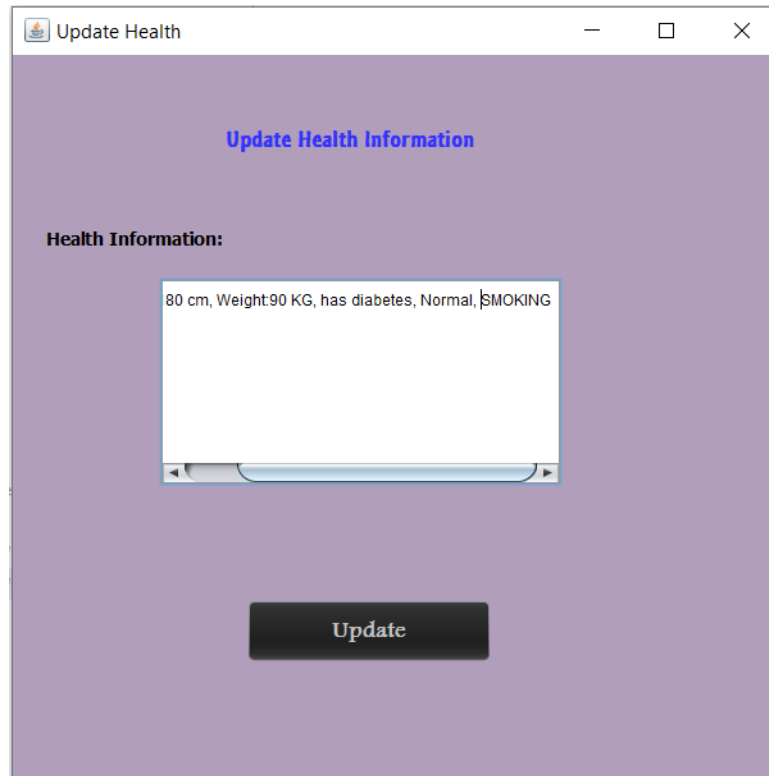 Update Health
Update Health Information
Health Information:
80 cm, Weight:90 KG, has diabetes, Normal, SMOKING
Update